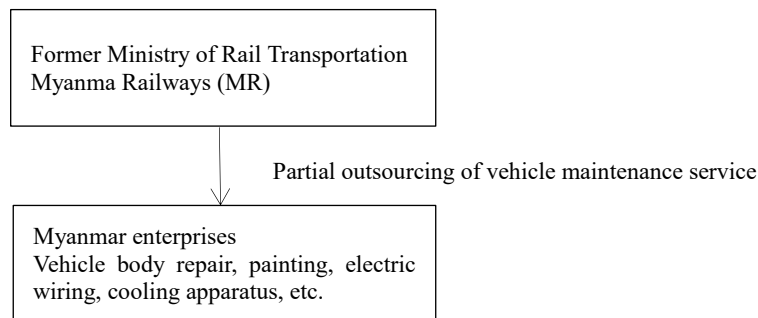 Former Ministry of Rail Transportation
Myanma Railways (MR)
Partial outsourcing of vehicle maintenance service
Myanmar enterprises
Vehicle body repair, painting, electric
wiring, cooling apparatus, etc.